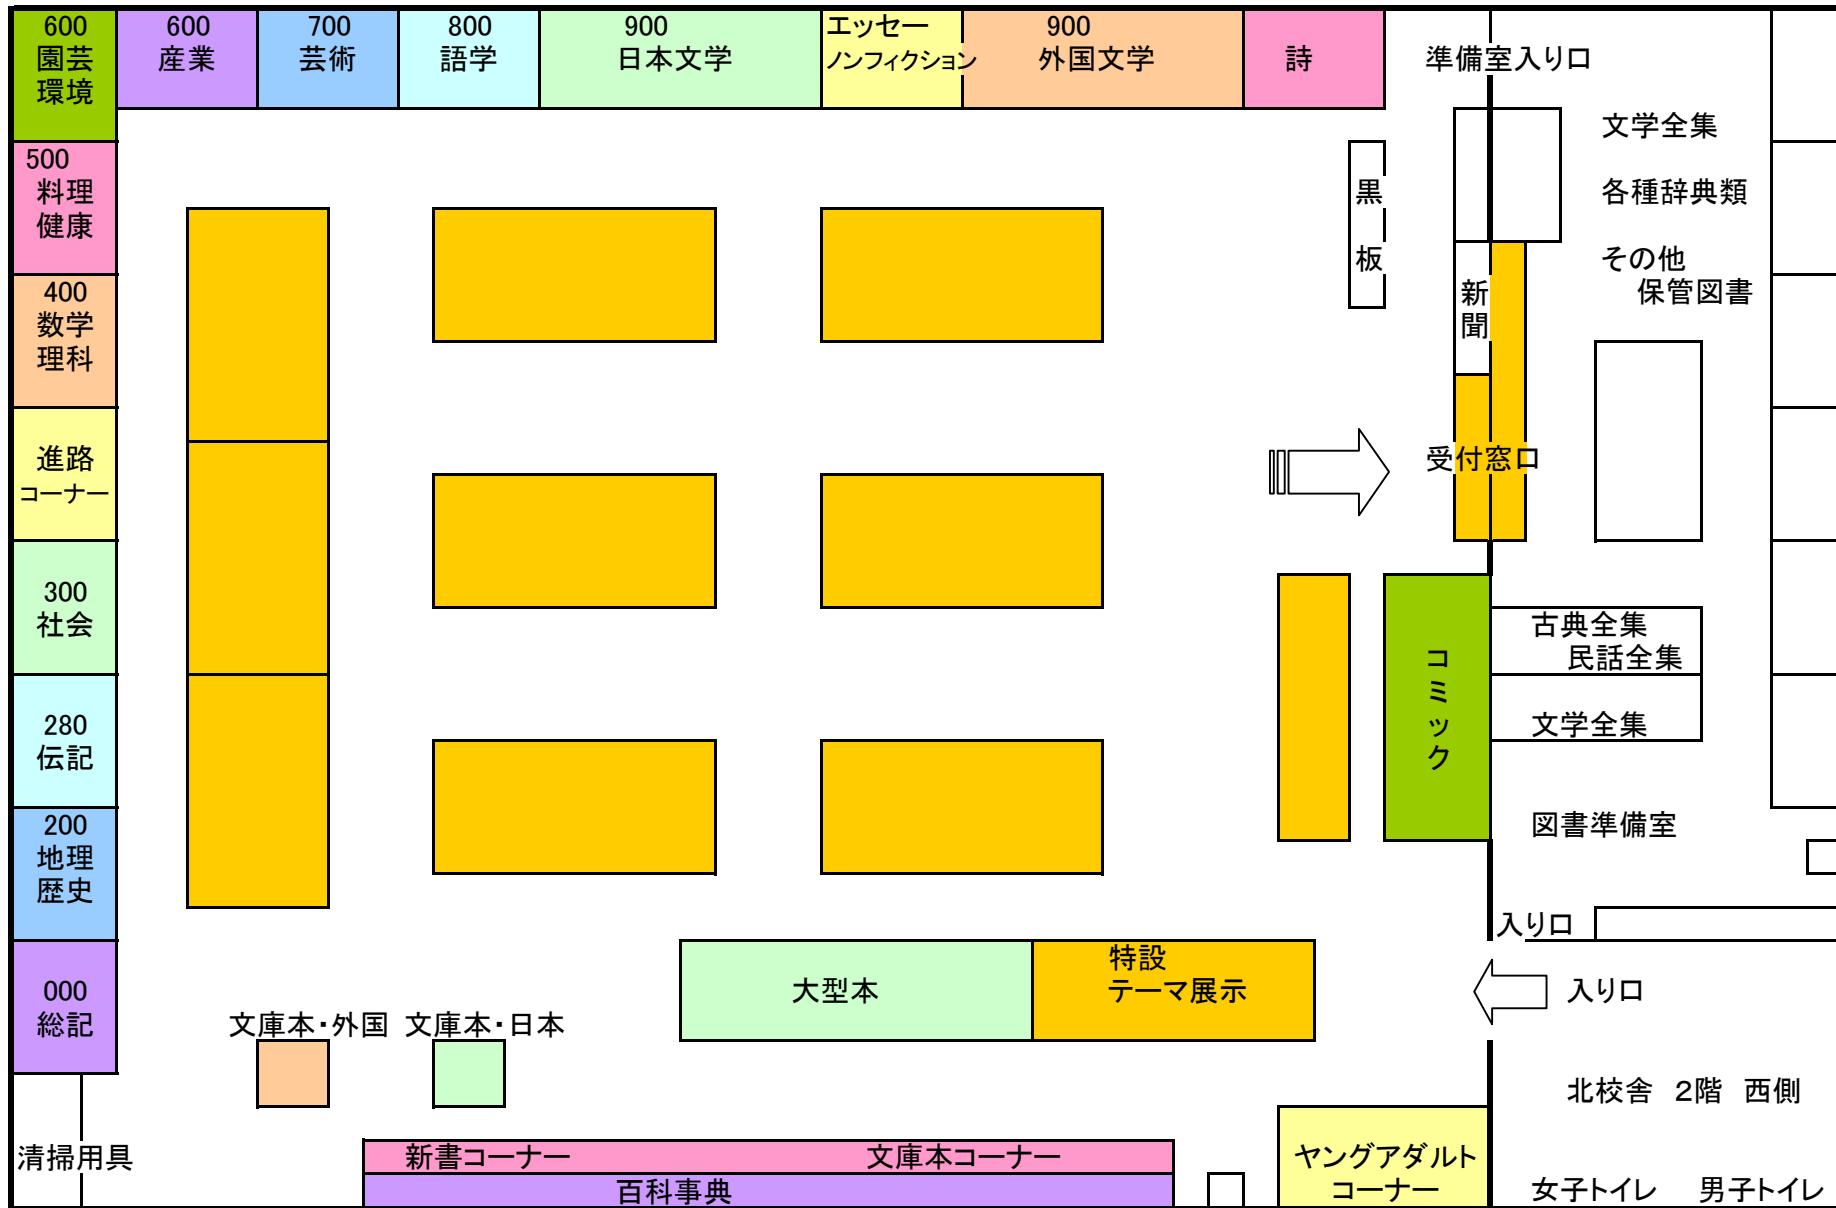 600
園芸
環境
600
産業
700
芸術
800
語学
900
日本文学
エッセー
ノンフィクション
900
外国文学
詩
準備室入り口
文学全集
各種辞典類
その他
保管図書
黒
板
新
聞
500
料理
健康
400
数学
理科
進路
コーナー
受付窓口
300
社会
古典全集
民話全集
コ
ミ
ッ
ク
280
伝記
文学全集
200
地理
歴史
図書準備室
入り口
000
総記
大型本
特設
テーマ展示
入り口
文庫本・外国
文庫本・日本
北校舎 2階 西側
清掃用具
新書コーナー
文庫本コーナー
百科事典
ヤングアダルト
コーナー
女子トイレ
男子トイレ